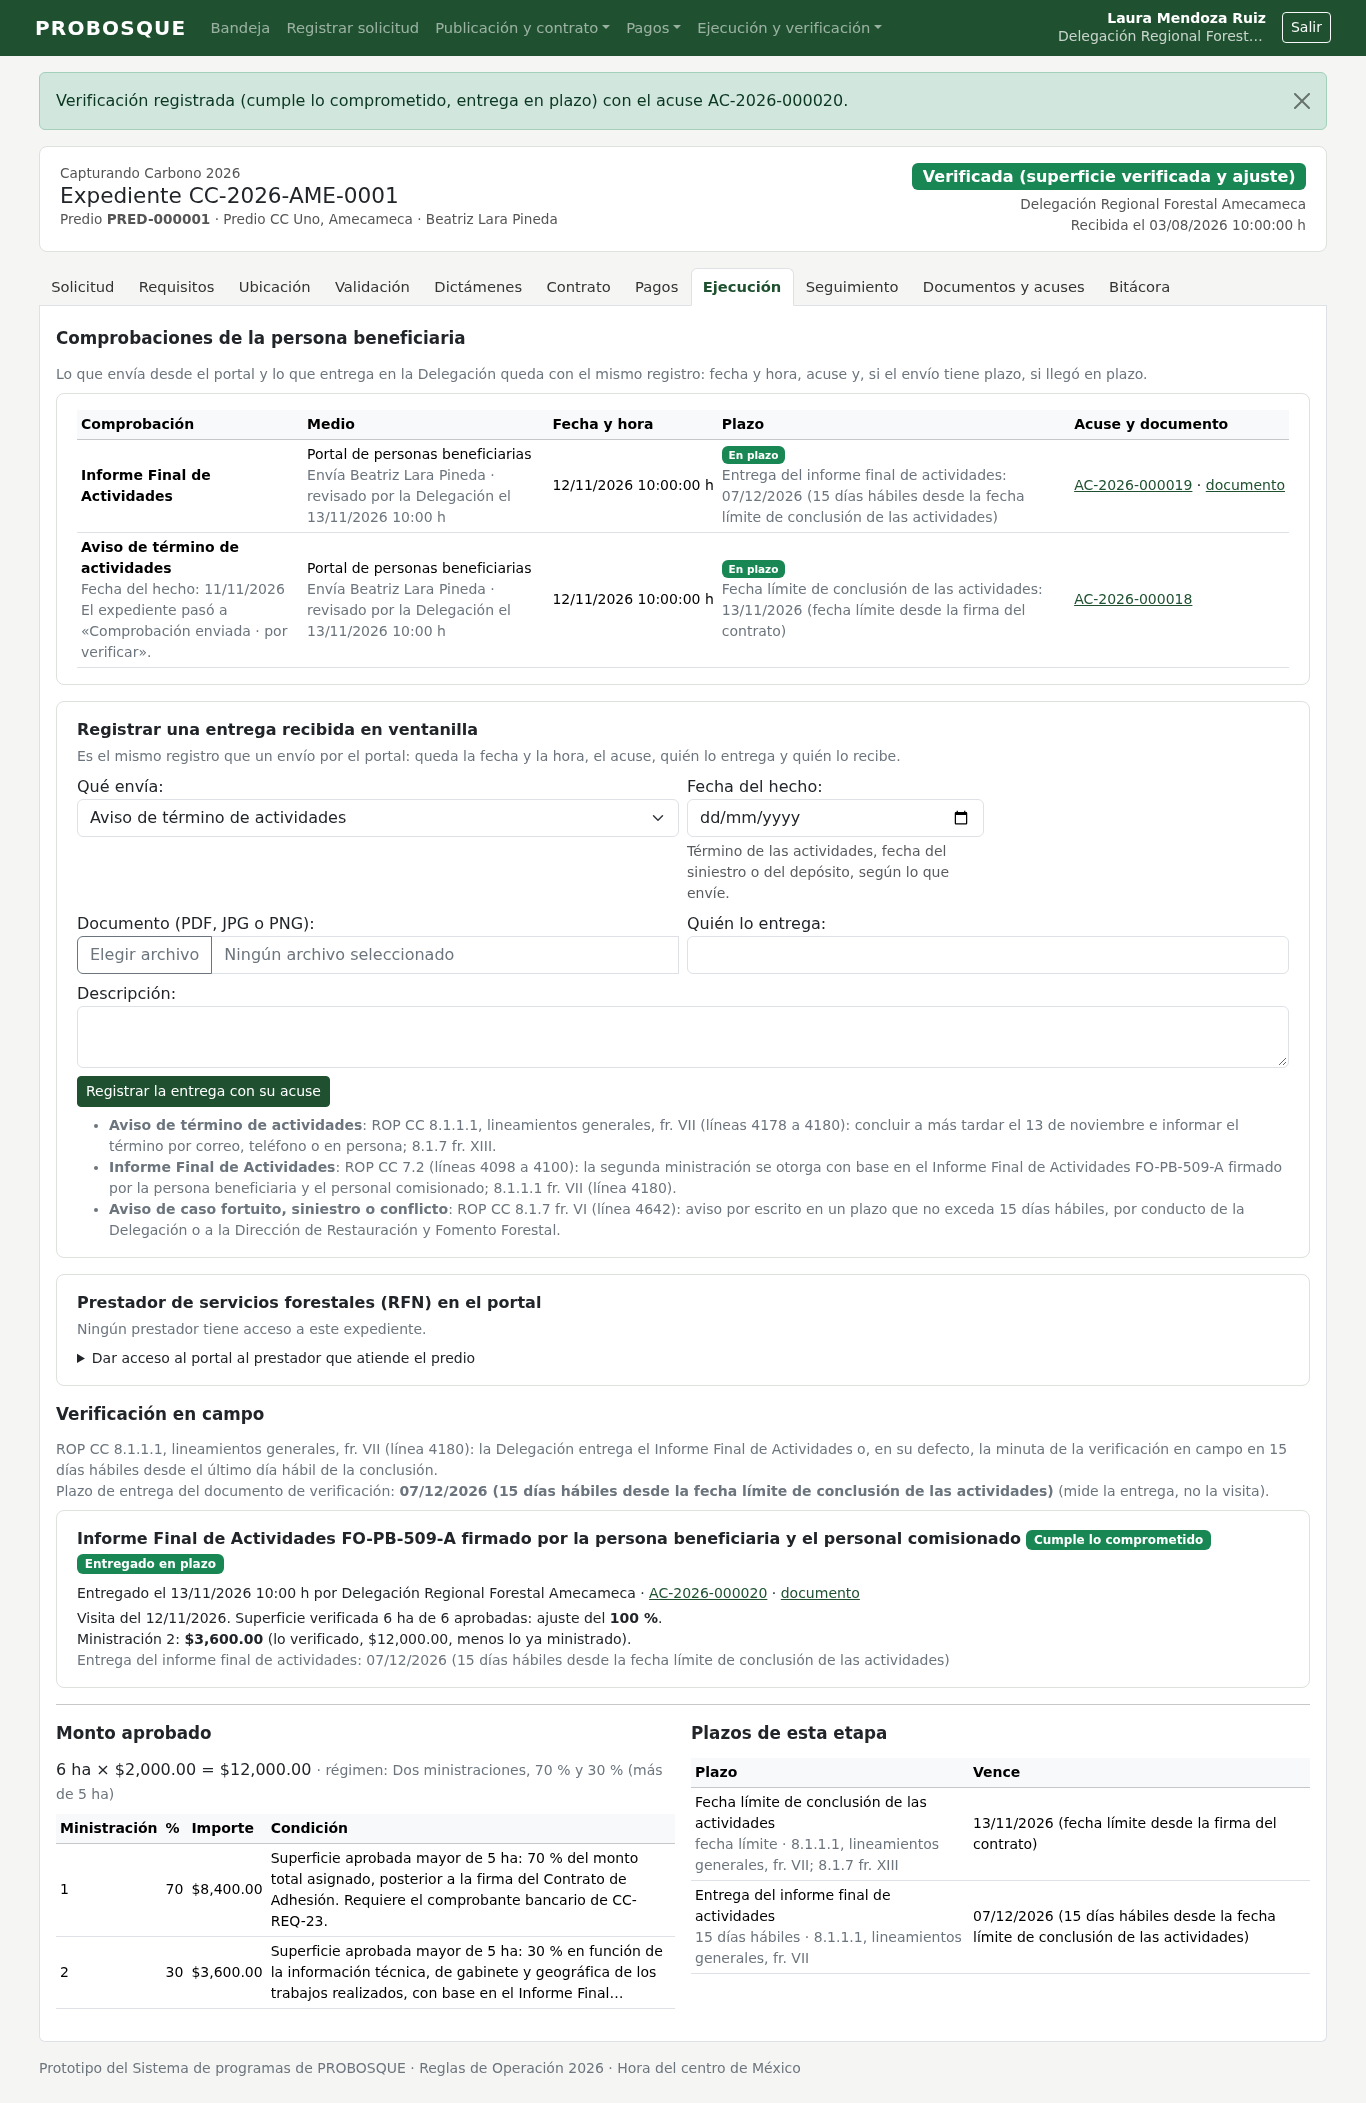 PROBOSQUE
Bandeja
Registrar solicitud
Publicación y contrato
Pagos
Ejecución y verificación
Laura Mendoza Ruiz
Delegación Regional Forest…
Salir
Verificación registrada (cumple lo comprometido, entrega en plazo) con el acuse AC-2026-000020.
Capturando Carbono 2026
Expediente CC-2026-AME-0001
Predio PRED-000001 · Predio CC Uno, Amecameca · Beatriz Lara Pineda
Verificada (superficie verificada y ajuste)
Delegación Regional Forestal Amecameca
Recibida el 03/08/2026 10:00:00 h
Solicitud
Requisitos
Ubicación
Validación
Dictámenes
Contrato
Pagos
Ejecución
Seguimiento
Documentos y acuses
Bitácora
Comprobaciones de la persona beneficiaria
Lo que envía desde el portal y lo que entrega en la Delegación queda con el mismo registro: fecha y hora, acuse y, si el envío tiene plazo, si llegó en plazo.
Comprobación
Medio
Fecha y hora
Plazo
Acuse y documento
Informe Final de
Actividades
Portal de personas beneficiarias
Envía Beatriz Lara Pineda ·
revisado por la Delegación el
13/11/2026 10:00 h
12/11/2026 10:00:00 h
En plazo
Entrega del informe final de actividades:
07/12/2026 (15 días hábiles desde la fecha
límite de conclusión de las actividades)
AC-2026-000019 · documento
Aviso de término de
actividades
Fecha del hecho: 11/11/2026
El expediente pasó a
«Comprobación enviada · por
verificar».
Portal de personas beneficiarias
Envía Beatriz Lara Pineda ·
revisado por la Delegación el
13/11/2026 10:00 h
12/11/2026 10:00:00 h
En plazo
Fecha límite de conclusión de las actividades:
13/11/2026 (fecha límite desde la firma del
contrato)
AC-2026-000018
Registrar una entrega recibida en ventanilla
Es el mismo registro que un envío por el portal: queda la fecha y la hora, el acuse, quién lo entrega y quién lo recibe.
Qué envía:
Aviso de término de actividades
Fecha del hecho:
dd/mm/yyyy
Término de las actividades, fecha del
siniestro o del depósito, según lo que
envíe.
Documento (PDF, JPG o PNG):
Elegir archivo
Ningún archivo seleccionado
Quién lo entrega:
Descripción:
Registrar la entrega con su acuse
• Aviso de término de actividades: ROP CC 8.1.1.1, lineamientos generales, fr. VII (líneas 4178 a 4180): concluir a más tardar el 13 de noviembre e informar el
término por correo, teléfono o en persona; 8.1.7 fr. XIII.
• Informe Final de Actividades: ROP CC 7.2 (líneas 4098 a 4100): la segunda ministración se otorga con base en el Informe Final de Actividades FO-PB-509-A firmado
por la persona beneficiaria y el personal comisionado; 8.1.1.1 fr. VII (línea 4180).
• Aviso de caso fortuito, siniestro o conflicto: ROP CC 8.1.7 fr. VI (línea 4642): aviso por escrito en un plazo que no exceda 15 días hábiles, por conducto de la
Delegación o a la Dirección de Restauración y Fomento Forestal.
Prestador de servicios forestales (RFN) en el portal
Ningún prestador tiene acceso a este expediente.
Dar acceso al portal al prestador que atiende el predio
Verificación en campo
ROP CC 8.1.1.1, lineamientos generales, fr. VII (línea 4180): la Delegación entrega el Informe Final de Actividades o, en su defecto, la minuta de la verificación en campo en 15
días hábiles desde el último día hábil de la conclusión.
Plazo de entrega del documento de verificación: 07/12/2026 (15 días hábiles desde la fecha límite de conclusión de las actividades) (mide la entrega, no la visita).
Informe Final de Actividades FO-PB-509-A firmado por la persona beneficiaria y el personal comisionado Cumple lo comprometido
Entregado en plazo
Entregado el 13/11/2026 10:00 h por Delegación Regional Forestal Amecameca · AC-2026-000020 · documento
Visita del 12/11/2026. Superficie verificada 6 ha de 6 aprobadas: ajuste del 100 %.
Ministración 2: $3,600.00 (lo verificado, $12,000.00, menos lo ya ministrado).
Entrega del informe final de actividades: 07/12/2026 (15 días hábiles desde la fecha límite de conclusión de las actividades)
Monto aprobado
6 ha × $2,000.00 = $12,000.00 · régimen: Dos ministraciones, 70 % y 30 % (más
de 5 ha)
Ministración
%
Importe
Condición
1
70
$8,400.00
Superficie aprobada mayor de 5 ha: 70 % del monto
total asignado, posterior a la firma del Contrato de
Adhesión. Requiere el comprobante bancario de CC-
REQ-23.
2
30
$3,600.00
Superficie aprobada mayor de 5 ha: 30 % en función de
la información técnica, de gabinete y geográfica de los
trabajos realizados, con base en el Informe Final…
Plazos de esta etapa
Plazo
Vence
Fecha límite de conclusión de las
actividades
fecha límite · 8.1.1.1, lineamientos
generales, fr. VII; 8.1.7 fr. XIII
13/11/2026 (fecha límite desde la firma del
contrato)
Entrega del informe final de
actividades
15 días hábiles · 8.1.1.1, lineamientos
generales, fr. VII
07/12/2026 (15 días hábiles desde la fecha
límite de conclusión de las actividades)
Prototipo del Sistema de programas de PROBOSQUE · Reglas de Operación 2026 · Hora del centro de México